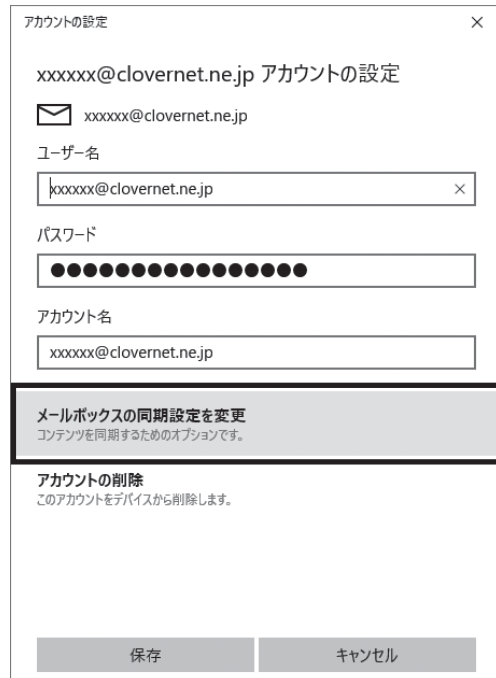 アカウントの設定
xxxxxx@clovernet.ne.jp アカウントの設定
xxxxxx@clovernet.ne.jp
ユーザー名
xxxxxx@clovernet.ne.jp
パスワード
●●●●●●●●●●●●●●●●
アカウント名
xxxxxx@clovernet.ne.jp
メールボックスの同期設定を変更
コンテンツを同期するためのオプションです。
アカウントの削除
このアカウントをデバイスから削除します。
保存
キャンセル